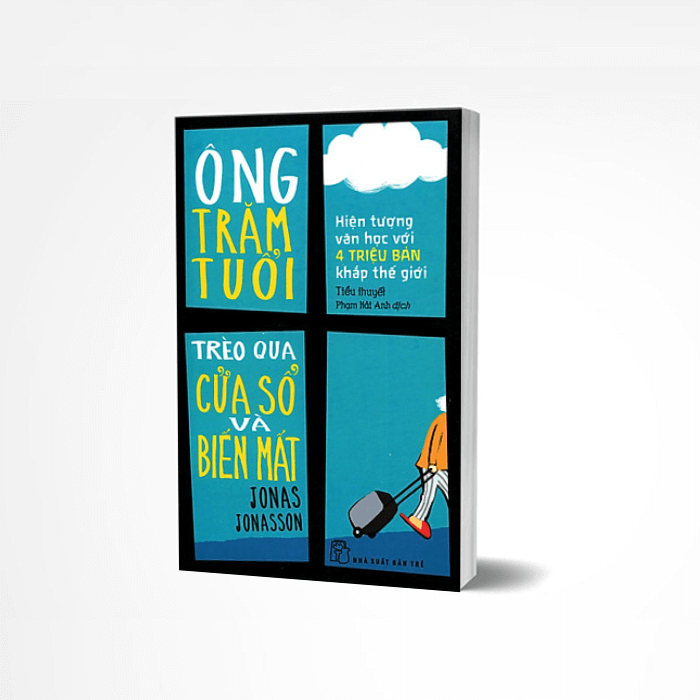 ÔNG
TRĂM
TUỔI
Hiện tượng
văn học với
4 TRIỆU BẢN
khắp thế giới
Tiểu thuyết
Phạm Hải Anh dịch
TRÈO QUA
CỬA SỔ
VÀ
BIẾN MẤT
JONAS
JONASSON
NHÀ XUẤT BẢN TRẺ